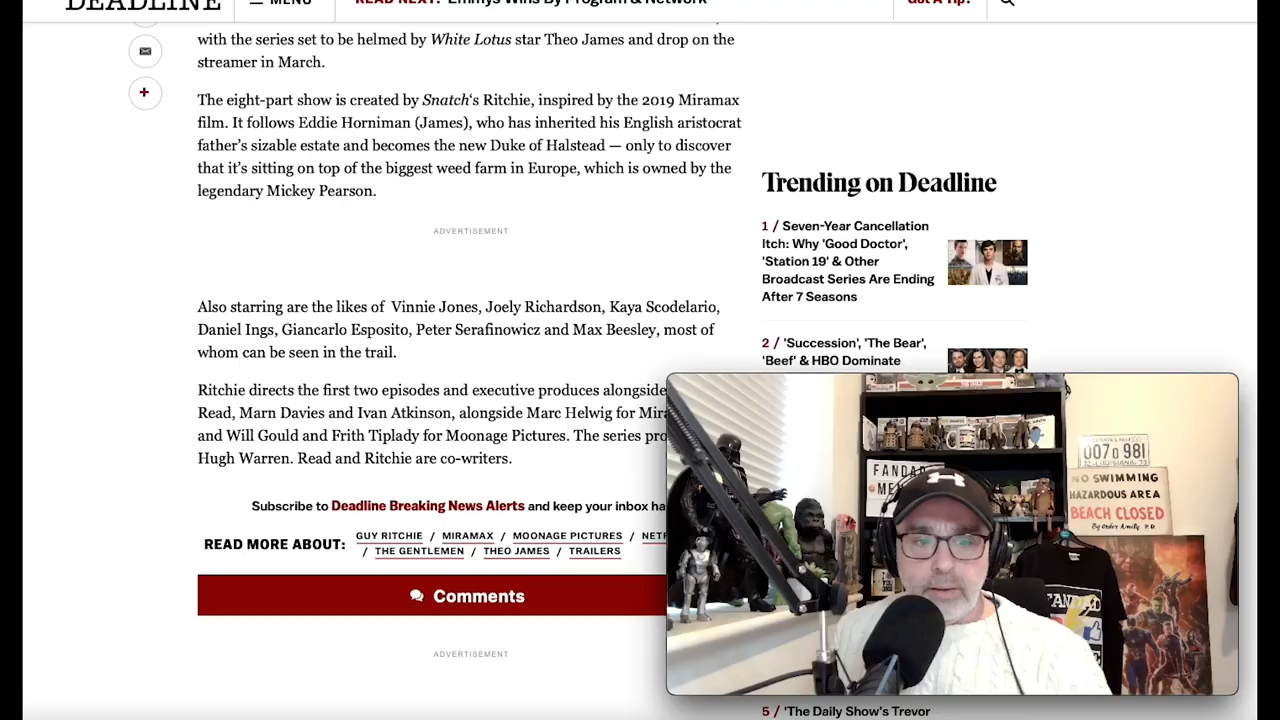 DEADLINE
MENU
READ NEXT: Emmys Wins By Program & Network
Got A Tip?
with the series set to be helmed by White Lotus star Theo James and drop on the
streamer in March.
The eight-part show is created by Snatch‘s Ritchie, inspired by the 2019 Miramax
film. It follows Eddie Horniman (James), who has inherited his English aristocrat
father’s sizable estate and becomes the new Duke of Halstead — only to discover
that it’s sitting on top of the biggest weed farm in Europe, which is owned by the
legendary Mickey Pearson.
ADVERTISEMENT
Also starring are the likes of Vinnie Jones, Joely Richardson, Kaya Scodelario,
Daniel Ings, Giancarlo Esposito, Peter Serafinowicz and Max Beesley, most of
whom can be seen in the trail.
Ritchie directs the first two episodes and executive produces alongside
Read, Marn Davies and Ivan Atkinson, alongside Marc Helwig for Mira
and Will Gould and Frith Tiplady for Moonage Pictures. The series pro
Hugh Warren. Read and Ritchie are co-writers.
Subscribe to Deadline Breaking News Alerts and keep your inbox ha
READ MORE ABOUT:
GUY RITCHIE / MIRAMAX / MOONAGE PICTURES / NETF
/ THE GENTLEMEN / THEO JAMES / TRAILERS
Comments
ADVERTISEMENT
Trending on Deadline
1 / Seven-Year Cancellation
Itch: Why 'Good Doctor',
'Station 19' & Other
Broadcast Series Are Ending
After 7 Seasons
2 / 'Succession', 'The Bear',
'Beef' & HBO Dominate
5 / 'The Daily Show's Trevor
FANDAD
007 981
NO SWIMMING
HAZARDOUS AREA
BEACH CLOSED
By order Amity P.D.
FANDAD